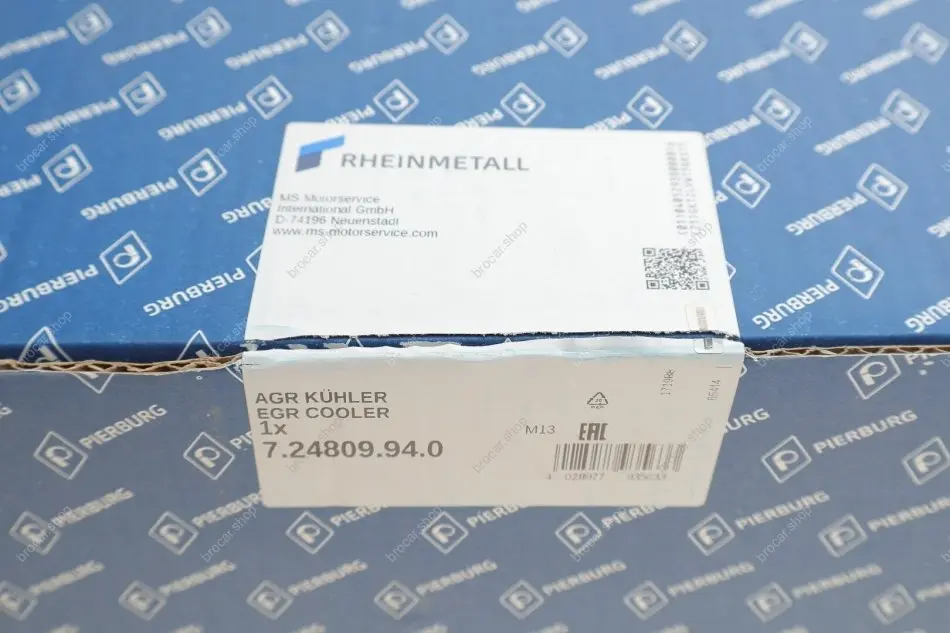 RHEINMETALL
MS Motorservice
International GmbH
D-74196 Neuenstadt
www.ms-motorservice.com
AGR KÜHLER
EGR COOLER
1x
7.24809.94.0
M13
EAC
PIERBURG
brocar.shop